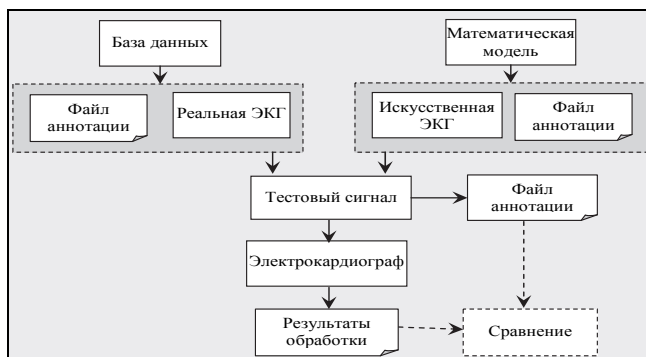 База данных
Математическая
модель
Файл
аннотации
Реальная ЭКГ
Искусственная
ЭКГ
Файл
аннотации
Тестовый сигнал
Файл
аннотации
Электрокардиограф
Результаты
обработки
Сравнение